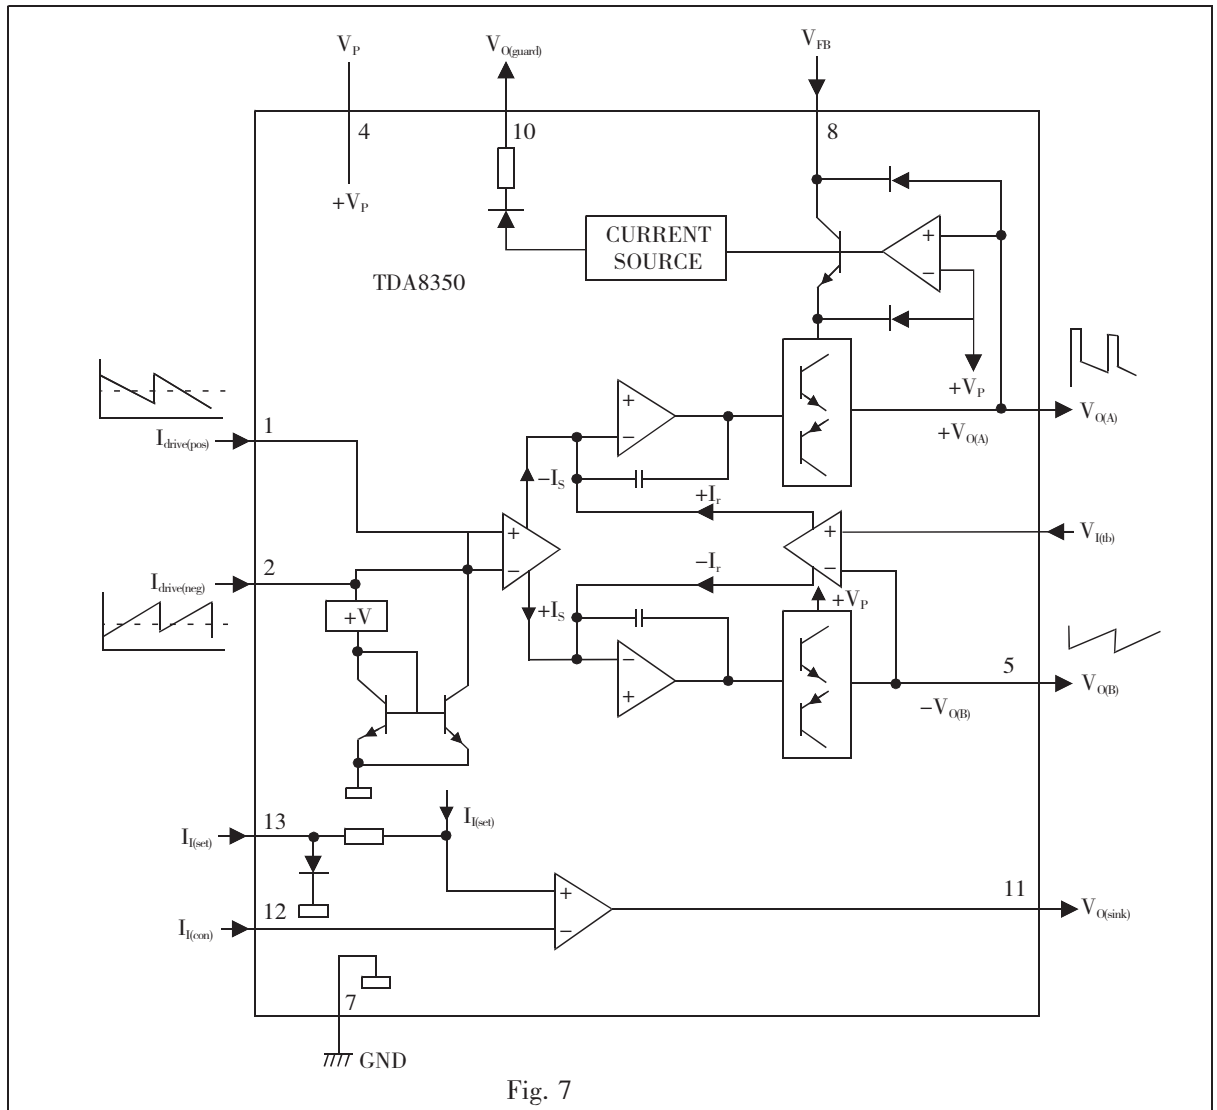 V_P V_O(guard) V_FB
4 10 8
+V_P
CURRENT
SOURCE
+
−
TDA8350
+V_P
1
I_drive(pos)
+
−
V_O(A)
+V_O(A)
−I_S
+I_r
+
−
+
−
V_I(tb)
2
I_drive(neg)
−I_r
+V
+I_S
+V_P
−
+
5
V_O(B)
−V_O(B)
13
I_I(set)
I_I(set)
11
+
−
V_O(sink)
12
I_I(con)
7
GND
Fig. 7